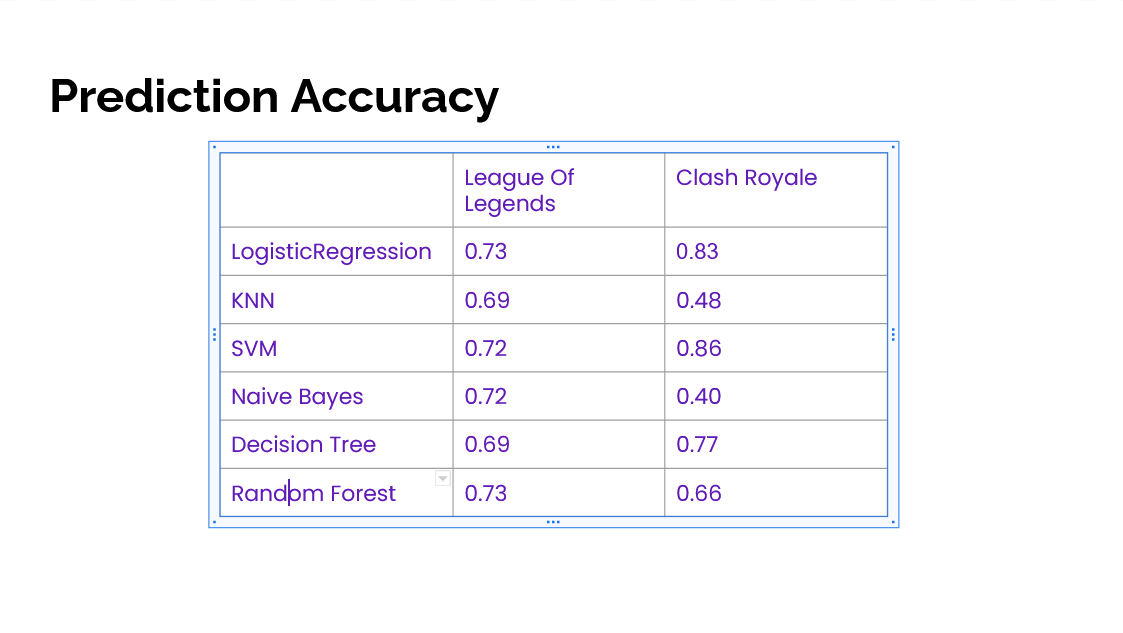 Prediction Accuracy
League Of
Legends
Clash Royale
LogisticRegression 0.73 0.83
KNN 0.69 0.48
SVM 0.72 0.86
Naive Bayes 0.72 0.40
Decision Tree 0.69 0.77
Random Forest 0.73 0.66